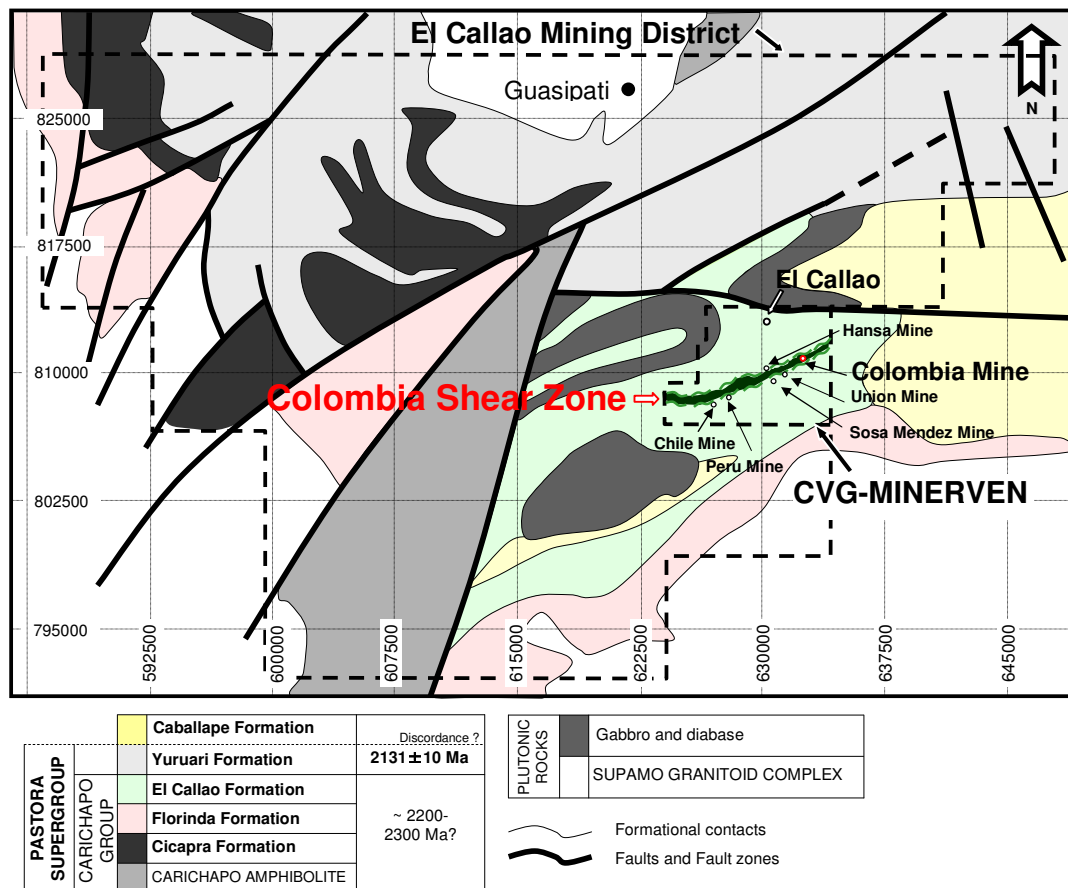 El Callao Mining District
Guasipati
N
825000
817500
El Callao
Hansa Mine
810000
Colombia Mine
Colombia Shear Zone
Union Mine
Sosa Mendez Mine
Chile Mine
Peru Mine
CVG-MINERVEN
802500
795000
592500
600000
607500
615000
622500
630000
637500
645000
PASTORA
SUPERGROUP
CARICHAPO
GROUP
Caballape Formation
Discordance ?
Yuruari Formation
2131±10 Ma
El Callao Formation
Florinda Formation
~ 2200-
2300 Ma?
Cicapra Formation
CARICHAPO AMPHIBOLITE
PLUTONIC
ROCKS
Gabbro and diabase
SUPAMO GRANITOID COMPLEX
Formational contacts
Faults and Fault zones